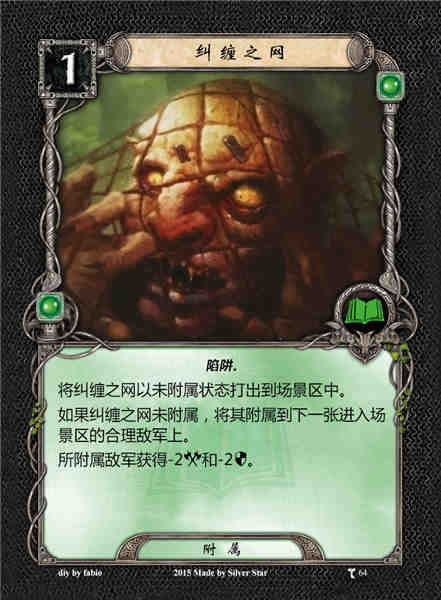 1
纠缠之网
陷阱.
将纠缠之网以未附属状态打出到场景区中。
如果纠缠之网未附属，将其附属到下一张进入场
景区的合理敌军上。
所附属敌军获得-2和-2。
附属
diy by fabio 2015 Made by Silver Star 64